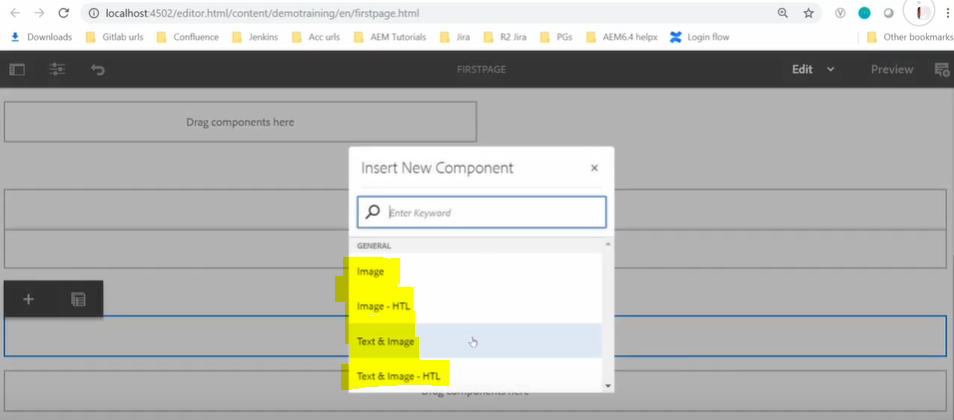 localhost:4502/editor.html/content/demotraining/en/firstpage.html
Downloads Gitlab urls Confluence Jenkins Acc urls AEM Tutorials Jira R2 Jira PGs AEM6.4 helpx Login flow Other bookmarks
FIRSTPAGE Edit Preview
Drag components here
Insert New Component
Enter Keyword
GENERAL
Image
Image - HTL
Text & Image
Text & Image - HTL
Drag components here